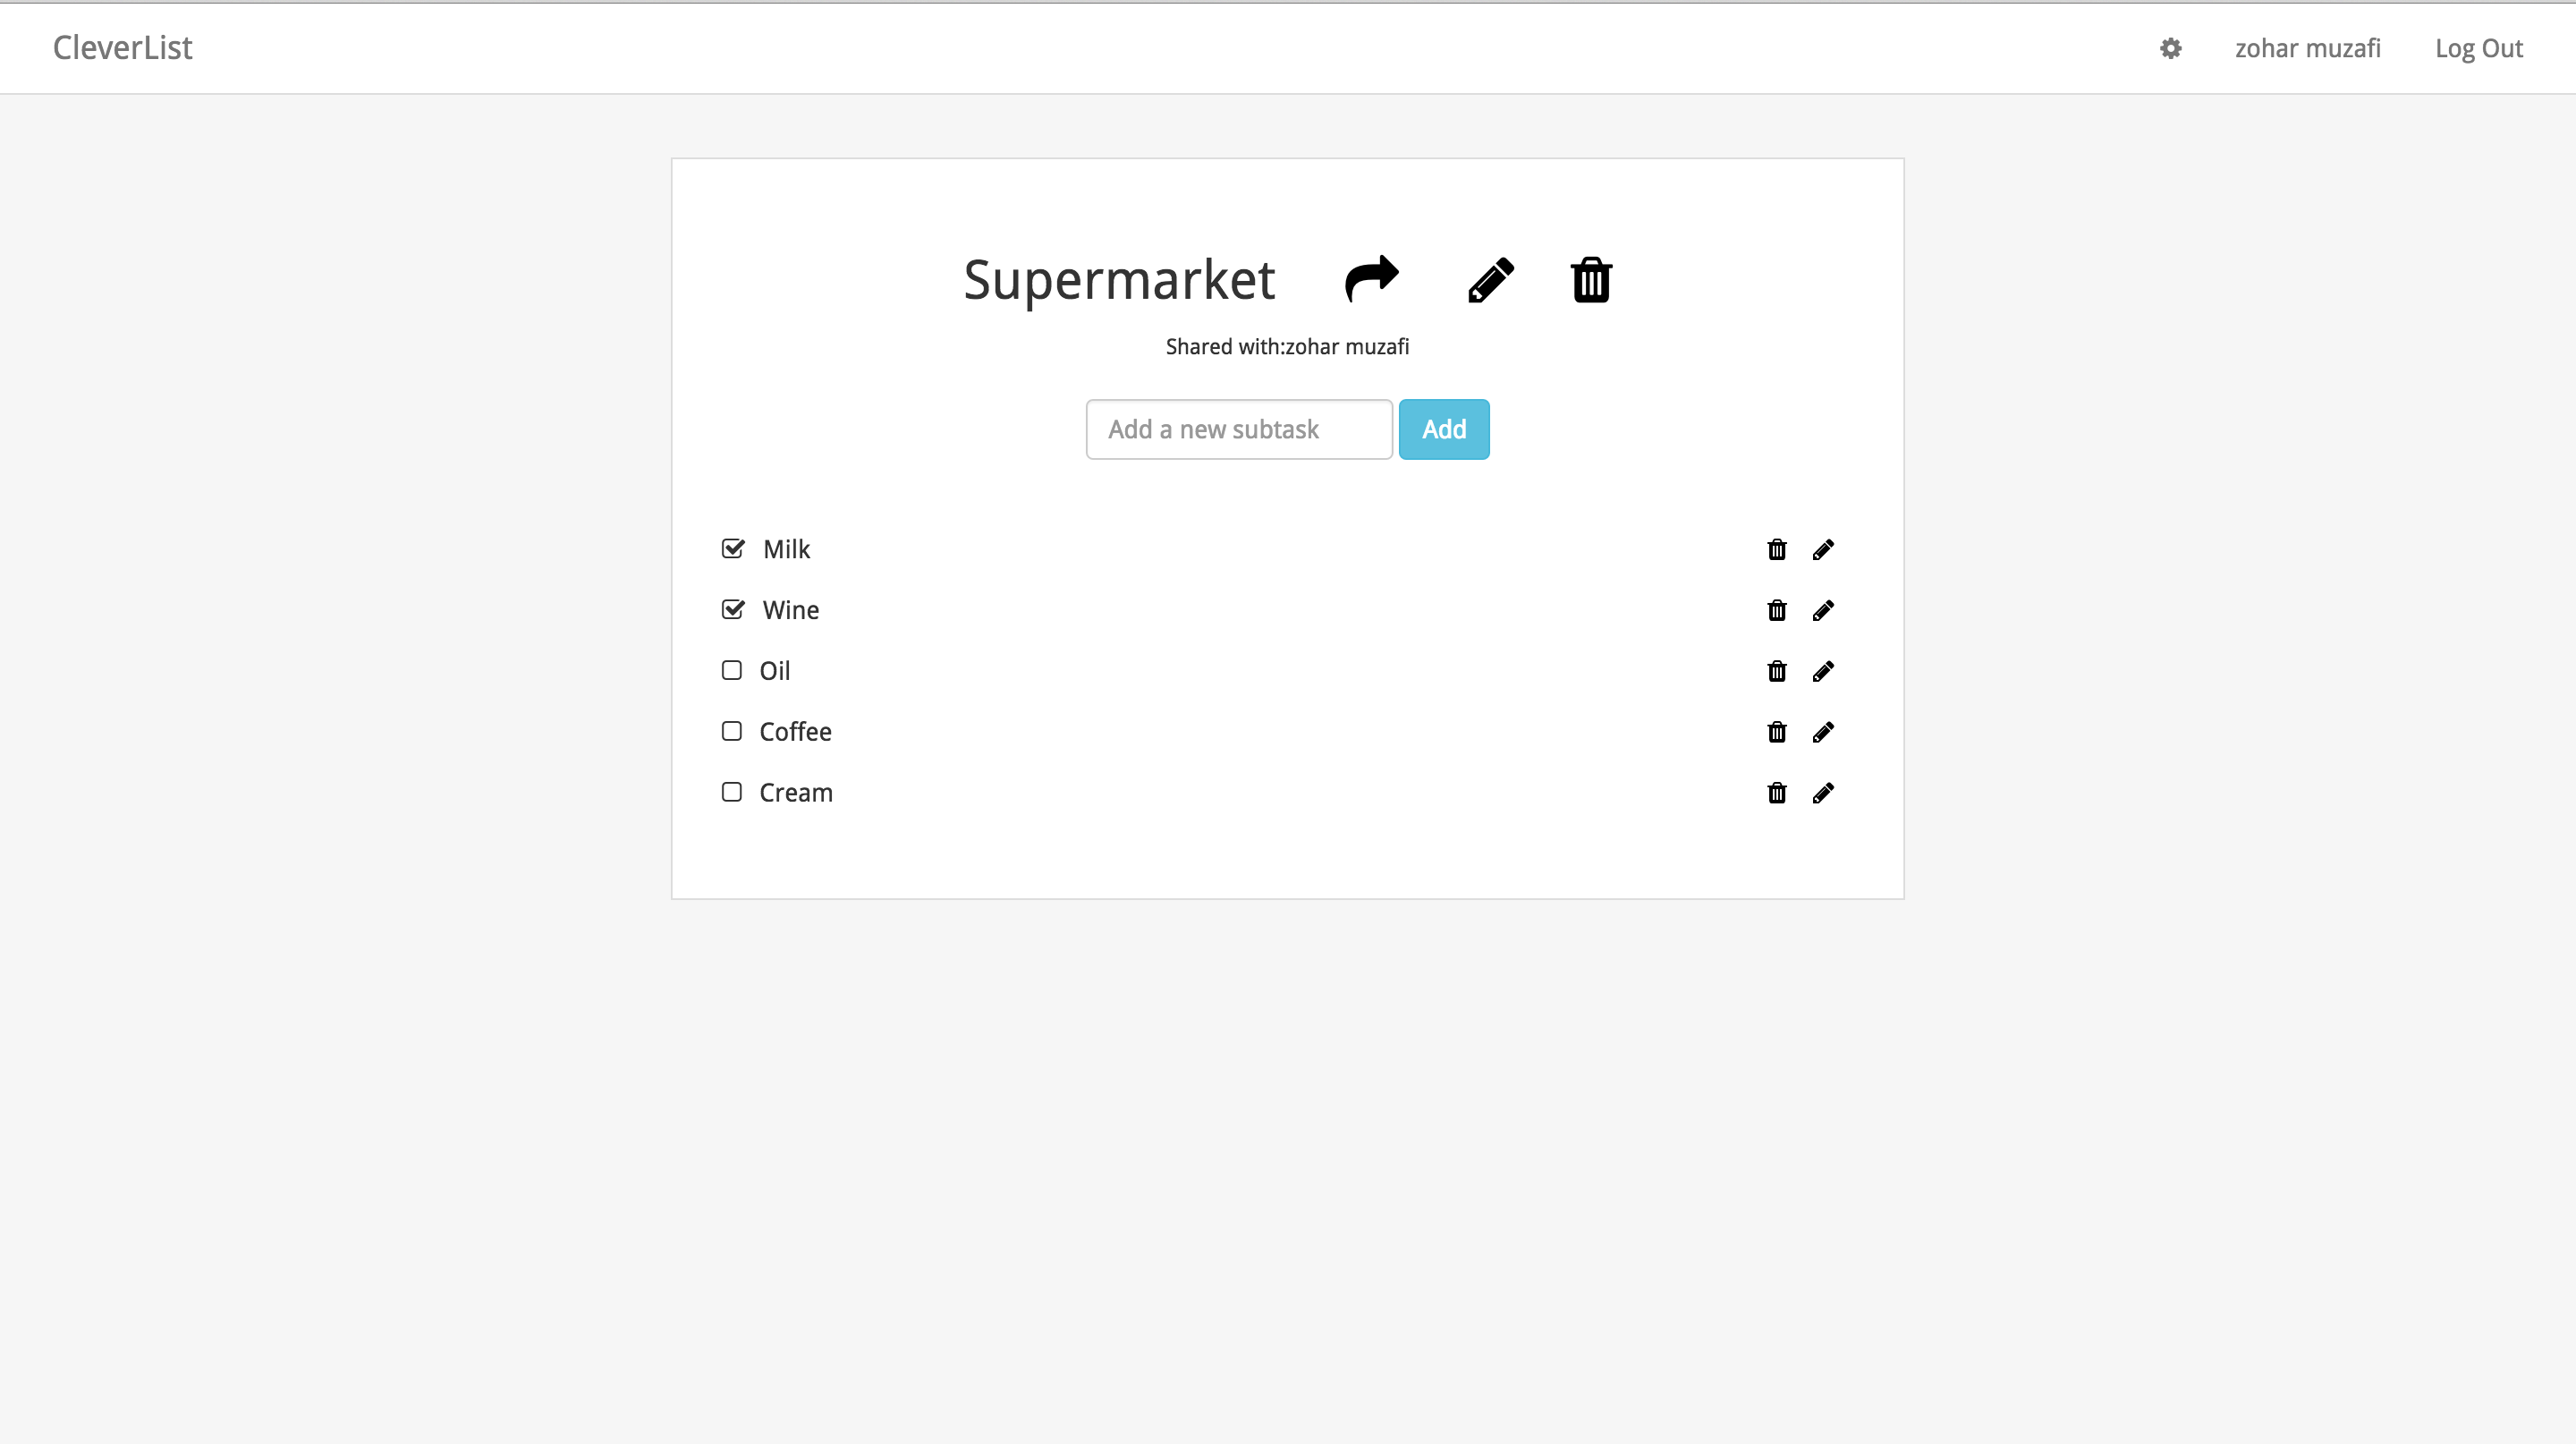 CleverList
zohar muzafi
Log Out
Supermarket
Shared with:zohar muzafi
Add a new subtask
Add
Milk
Wine
Oil
Coffee
Cream